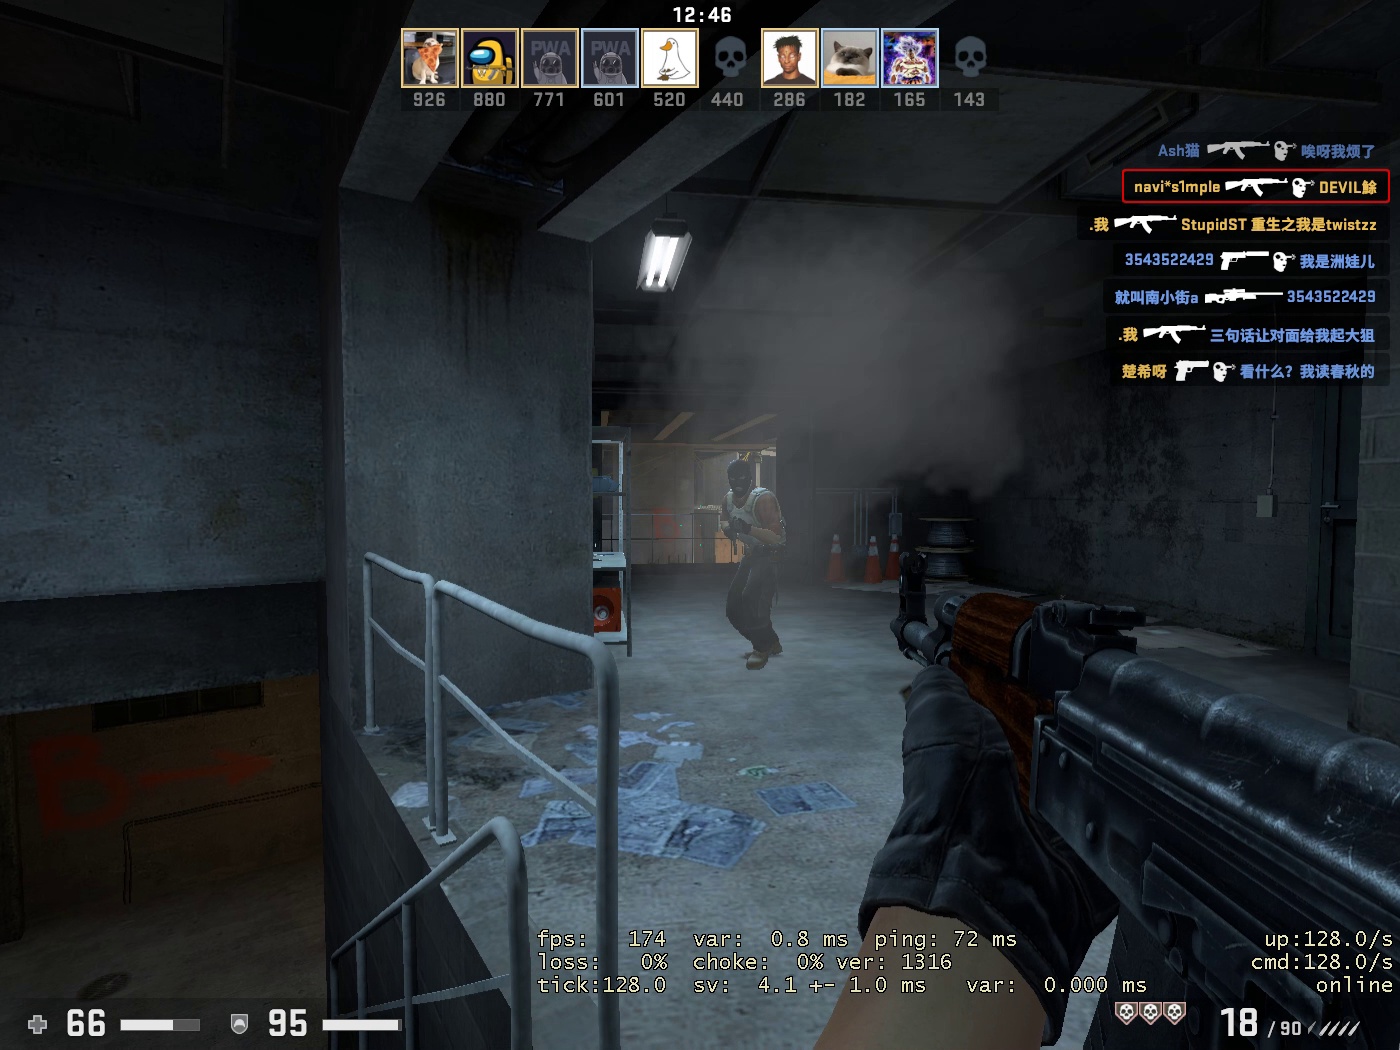 12:46
PWA PWA
926 880 771 601 520 440 286 182 165 143
Ash猫 唉呀我烦了
navi*s1mple DEVIL鮽
.我 StupidST 重生之我是twistzz
3543522429 我是洲娃儿
就叫南小街a 3543522429
.我 三句话让对面给我起大狙
楚希呀 看什么？我读春秋的
B
B
fps: 174 var: 0.8 ms ping: 72 ms
loss: 0% choke: 0% ver: 1316
tick:128.0 sv: 4.1 +- 1.0 ms var: 0.000 ms
up:128.0/s
cmd:128.0/s
online
66 95 18 / 90